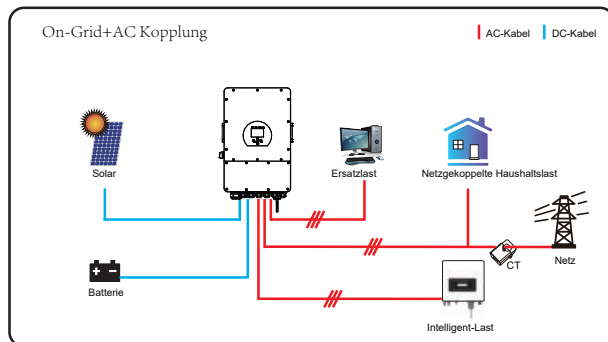 On-Grid+AC Kopplung
AC-Kabel
DC-Kabel
Solar
Ersatzlast
Netzgekoppelte Haushaltslast
CT
Netz
Batterie
Intelligent-Last